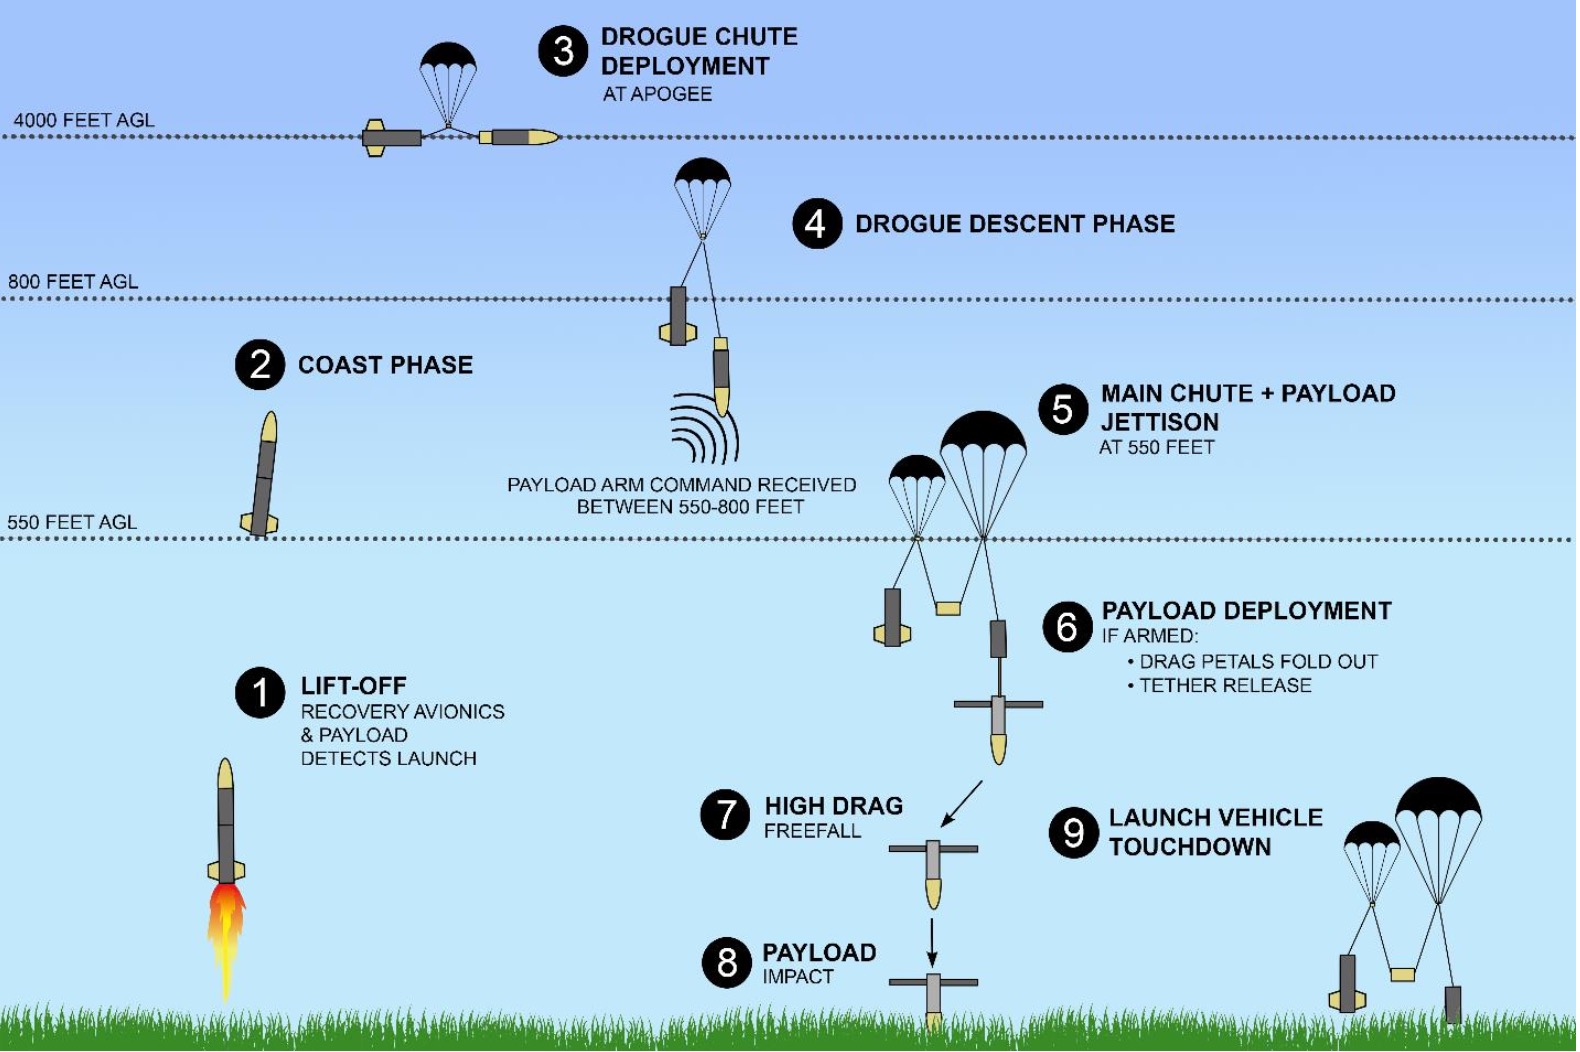 3
DROGUE CHUTE
DEPLOYMENT
AT APOGEE
4000 FEET AGL
4
DROGUE DESCENT PHASE
800 FEET AGL
2
COAST PHASE
5
MAIN CHUTE + PAYLOAD
JETTISON
AT 550 FEET
PAYLOAD ARM COMMAND RECEIVED
BETWEEN 550-800 FEET
550 FEET AGL
6
PAYLOAD DEPLOYMENT
IF ARMED:
• DRAG PETALS FOLD OUT
• TETHER RELEASE
1
LIFT-OFF
RECOVERY AVIONICS
& PAYLOAD
DETECTS LAUNCH
7
HIGH DRAG
FREEFALL
9
LAUNCH VEHICLE
TOUCHDOWN
8
PAYLOAD
IMPACT